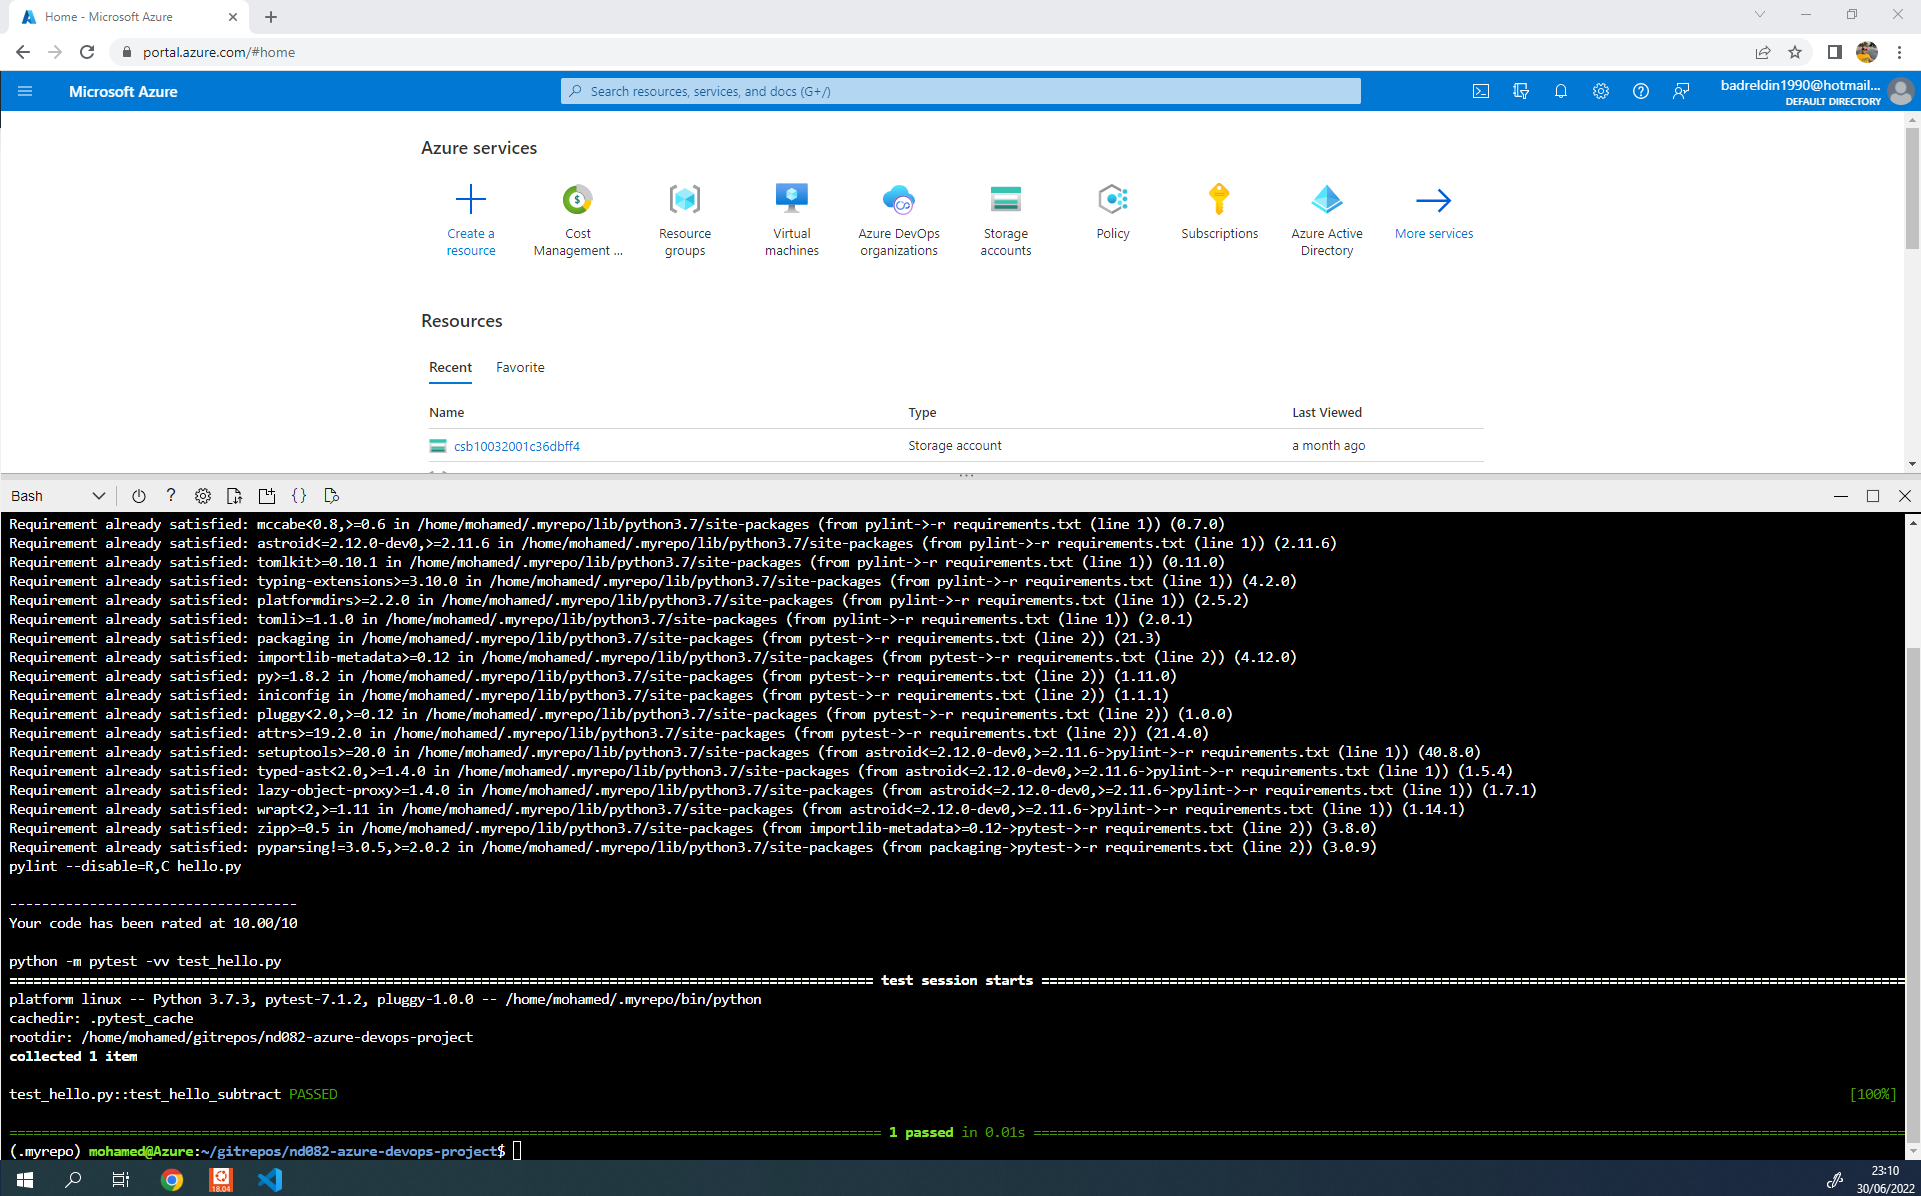 Home - Microsoft Azure
portal.azure.com/#home
Microsoft Azure
Search resources, services, and docs (G+/)
badreldin1990@hotmail...
DEFAULT DIRECTORY
Azure services
Create a resource
Cost Management ...
Resource groups
Virtual machines
Azure DevOps organizations
Storage accounts
Policy
Subscriptions
Azure Active Directory
More services
Resources
Recent Favorite
Name Type Last Viewed
csb10032001c36dbff4 Storage account a month ago
Bash
Requirement already satisfied: mccabe<0.8,>=0.6 in /home/mohamed/.myrepo/lib/python3.7/site-packages (from pylint->-r requirements.txt (line 1)) (0.7.0)
Requirement already satisfied: astroid<=2.12.0-dev0,>=2.11.6 in /home/mohamed/.myrepo/lib/python3.7/site-packages (from pylint->-r requirements.txt (line 1)) (2.11.6)
Requirement already satisfied: tomlkit>=0.10.1 in /home/mohamed/.myrepo/lib/python3.7/site-packages (from pylint->-r requirements.txt (line 1)) (0.11.0)
Requirement already satisfied: typing-extensions>=3.10.0 in /home/mohamed/.myrepo/lib/python3.7/site-packages (from pylint->-r requirements.txt (line 1)) (4.2.0)
Requirement already satisfied: platformdirs>=2.2.0 in /home/mohamed/.myrepo/lib/python3.7/site-packages (from pylint->-r requirements.txt (line 1)) (2.5.2)
Requirement already satisfied: tomli>=1.1.0 in /home/mohamed/.myrepo/lib/python3.7/site-packages (from pylint->-r requirements.txt (line 1)) (2.0.1)
Requirement already satisfied: packaging in /home/mohamed/.myrepo/lib/python3.7/site-packages (from pytest->-r requirements.txt (line 2)) (21.3)
Requirement already satisfied: importlib-metadata>=0.12 in /home/mohamed/.myrepo/lib/python3.7/site-packages (from pytest->-r requirements.txt (line 2)) (4.12.0)
Requirement already satisfied: py>=1.8.2 in /home/mohamed/.myrepo/lib/python3.7/site-packages (from pytest->-r requirements.txt (line 2)) (1.11.0)
Requirement already satisfied: iniconfig in /home/mohamed/.myrepo/lib/python3.7/site-packages (from pytest->-r requirements.txt (line 2)) (1.1.1)
Requirement already satisfied: pluggy<2.0,>=0.12 in /home/mohamed/.myrepo/lib/python3.7/site-packages (from pytest->-r requirements.txt (line 2)) (1.0.0)
Requirement already satisfied: attrs>=19.2.0 in /home/mohamed/.myrepo/lib/python3.7/site-packages (from pytest->-r requirements.txt (line 2)) (21.4.0)
Requirement already satisfied: setuptools>=20.0 in /home/mohamed/.myrepo/lib/python3.7/site-packages (from astroid<=2.12.0-dev0,>=2.11.6->pylint->-r requirements.txt (line 1)) (40.8.0)
Requirement already satisfied: typed-ast<2.0,>=1.4.0 in /home/mohamed/.myrepo/lib/python3.7/site-packages (from astroid<=2.12.0-dev0,>=2.11.6->pylint->-r requirements.txt (line 1)) (1.5.4)
Requirement already satisfied: lazy-object-proxy>=1.4.0 in /home/mohamed/.myrepo/lib/python3.7/site-packages (from astroid<=2.12.0-dev0,>=2.11.6->pylint->-r requirements.txt (line 1)) (1.7.1)
Requirement already satisfied: wrapt<2,>=1.11 in /home/mohamed/.myrepo/lib/python3.7/site-packages (from astroid<=2.12.0-dev0,>=2.11.6->pylint->-r requirements.txt (line 1)) (1.14.1)
Requirement already satisfied: zipp>=0.5 in /home/mohamed/.myrepo/lib/python3.7/site-packages (from importlib-metadata>=0.12->pytest->-r requirements.txt (line 2)) (3.8.0)
Requirement already satisfied: pyparsing!=3.0.5,>=2.0.2 in /home/mohamed/.myrepo/lib/python3.7/site-packages (from packaging->pytest->-r requirements.txt (line 2)) (3.0.9)
pylint --disable=R,C hello.py
------------------------------------
Your code has been rated at 10.00/10
python -m pytest -vv test_hello.py
test session starts
platform linux -- Python 3.7.3, pytest-7.1.2, pluggy-1.0.0 -- /home/mohamed/.myrepo/bin/python
cachedir: .pytest_cache
rootdir: /home/mohamed/gitrepos/nd082-azure-devops-project
collected 1 item
test_hello.py::test_hello_subtract PASSED [100%]
1 passed in 0.01s
(.myrepo) mohamed@Azure:~/gitrepos/nd082-azure-devops-project$
18.04
23:10
30/06/2022